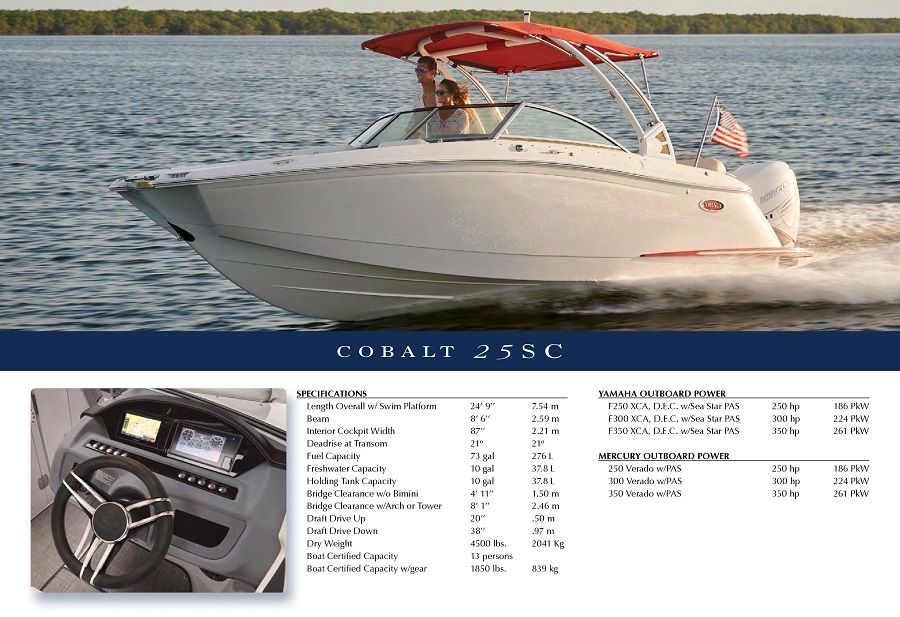 COBALT
COBALT 25SC
SPECIFICATIONS
Length Overall w/ Swim Platform 24’ 9’’ 7.54 m
Beam 8’ 6’’ 2.59 m
Interior Cockpit Width 87’’ 2.21 m
Deadrise at Transom 21º 21º
Fuel Capacity 73 gal 276 L
Freshwater Capacity 10 gal 37.8 L
Holding Tank Capacity 10 gal 37.8 L
Bridge Clearance w/o Bimini 4’ 11’’ 1.50 m
Bridge Clearance w/Arch or Tower 8’ 1’’ 2.46 m
Draft Drive Up 20’’ .50 m
Draft Drive Down 38’’ .97 m
Dry Weight 4500 lbs. 2041 Kg
Boat Certified Capacity 13 persons
Boat Certified Capacity w/gear 1850 lbs. 839 kg
YAMAHA OUTBOARD POWER
F250 XCA, D.E.C. w/Sea Star PAS 250 hp 186 PkW
F300 XCA, D.E.C. w/Sea Star PAS 300 hp 224 PkW
F350 XCA, D.E.C. w/Sea Star PAS 350 hp 261 PkW
MERCURY OUTBOARD POWER
250 Verado w/PAS 250 hp 186 PkW
300 Verado w/PAS 300 hp 224 PkW
350 Verado w/PAS 350 hp 261 PkW